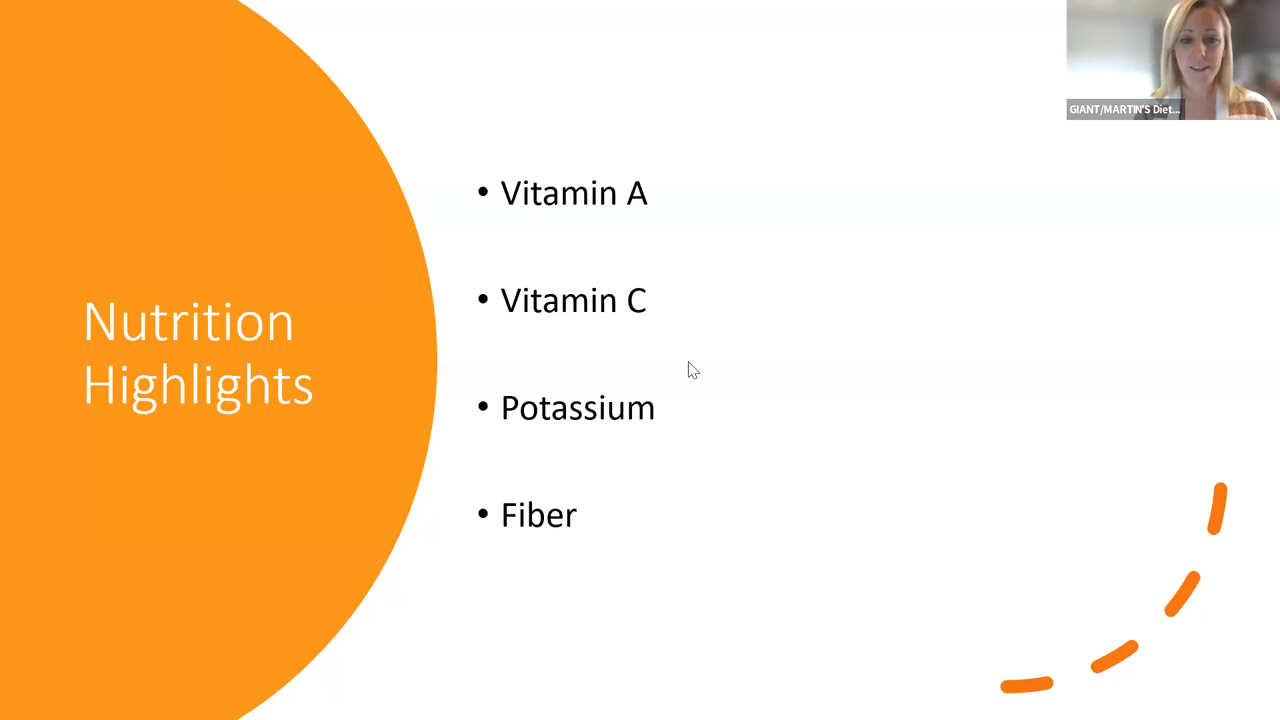 GIANT/MARTIN'S Diet...
Nutrition
Highlights
• Vitamin A
• Vitamin C
• Potassium
• Fiber